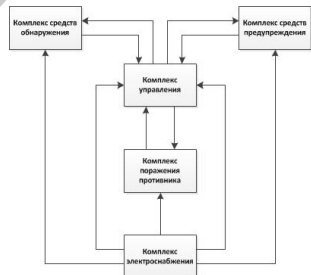 Комплекс средств
обнаружения
Комплекс средств
предупреждения
Комплекс
управления
Комплекс
поражения
противника
Комплекс
электроснабжения